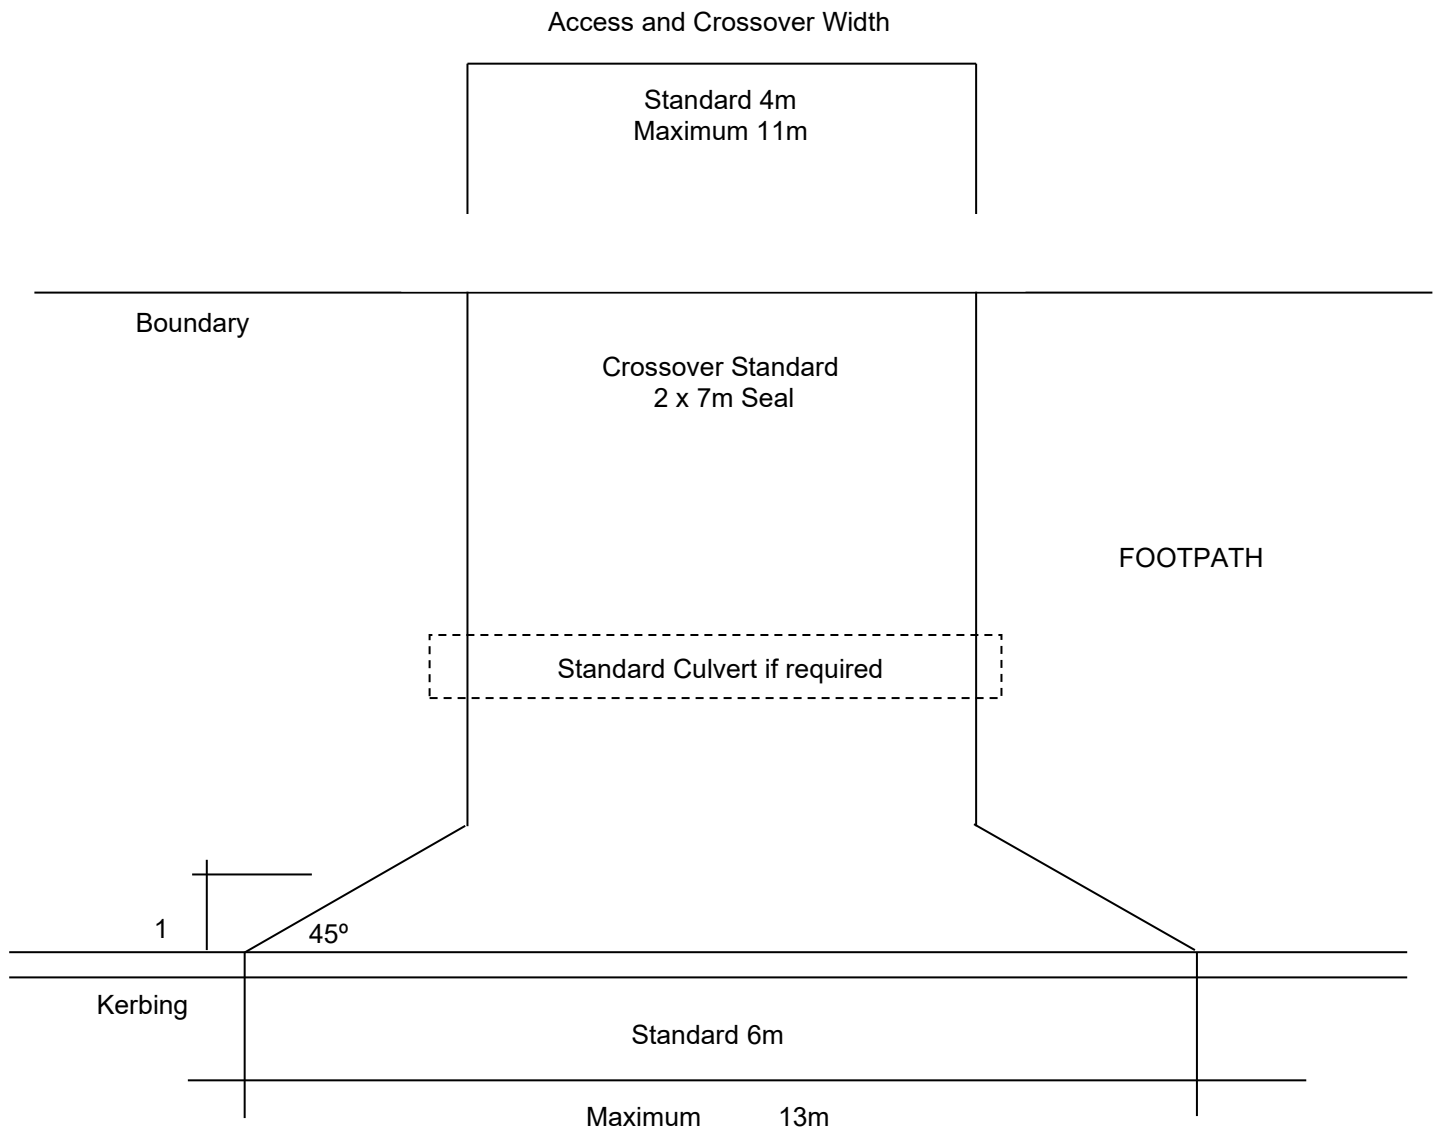 Access and Crossover Width
Standard 4m
Maximum 11m
Boundary
Crossover Standard
2 x 7m Seal
FOOTPATH
Standard Culvert if required
1
45º
Kerbing
Standard 6m
Maximum 13m